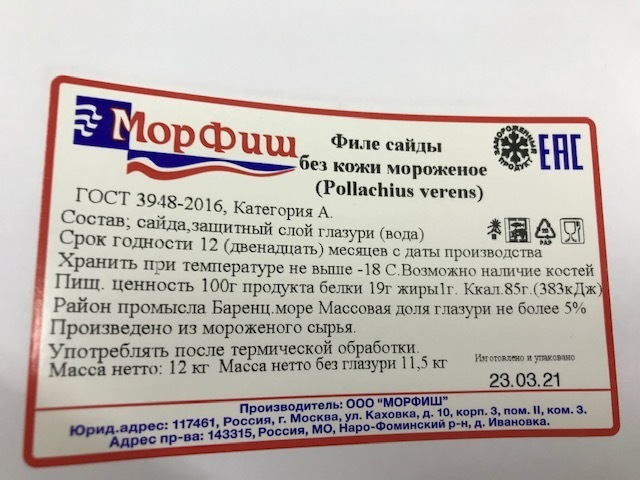 МорФиш
Филе сайды
без кожи мороженое
(Pollachius verens)
ЗАМОРОЖЕННЫЙ ПРОДУКТ
ЕАС
ГОСТ 3948-2016, Категория А.
Состав; сайда,защитный слой глазури (вода)
20
PAP
Срок годности 12 (двенадцать) месяцев с даты производства
Хранить при температуре не выше -18 С.Возможно наличие костей
Пищ. ценность 100г продукта белки 19г жиры1г. Ккал.85г.(383кДж)
Район промысла Баренц.море Массовая доля глазури не более 5%
Произведено из мороженого сырья.
Употреблять после термической обработки.
Масса нетто: 12 кг Масса нетто без глазури 11,5 кг
Изготовлено и упаковано
23.03.21
Производитель: ООО "МОРФИШ"
Юрид.адрес: 117461, Россия, г. Москва, ул. Каховка, д. 10, корп. 3, пом. II, ком. 3.
Адрес пр-ва: 143315, Россия, МО, Наро-Фоминский р-н, д. Ивановка.